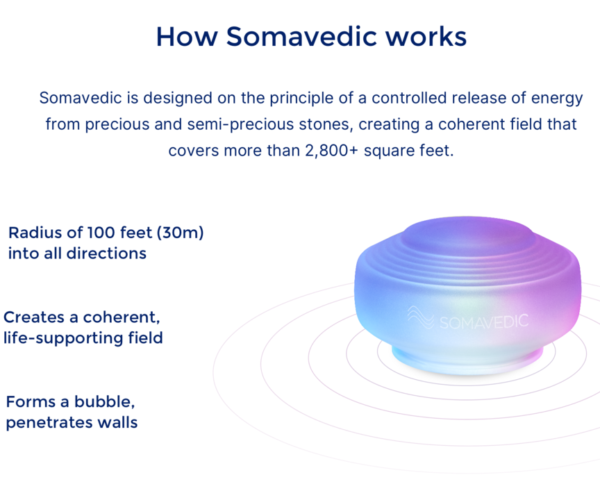 How Somavedic works
Somavedic is designed on the principle of a controlled release of energy
from precious and semi-precious stones, creating a coherent field that
covers more than 2,800+ square feet.
Radius of 100 feet (30m)
into all directions
SOMAVEDIC
Creates a coherent,
life-supporting field
Forms a bubble,
penetrates walls